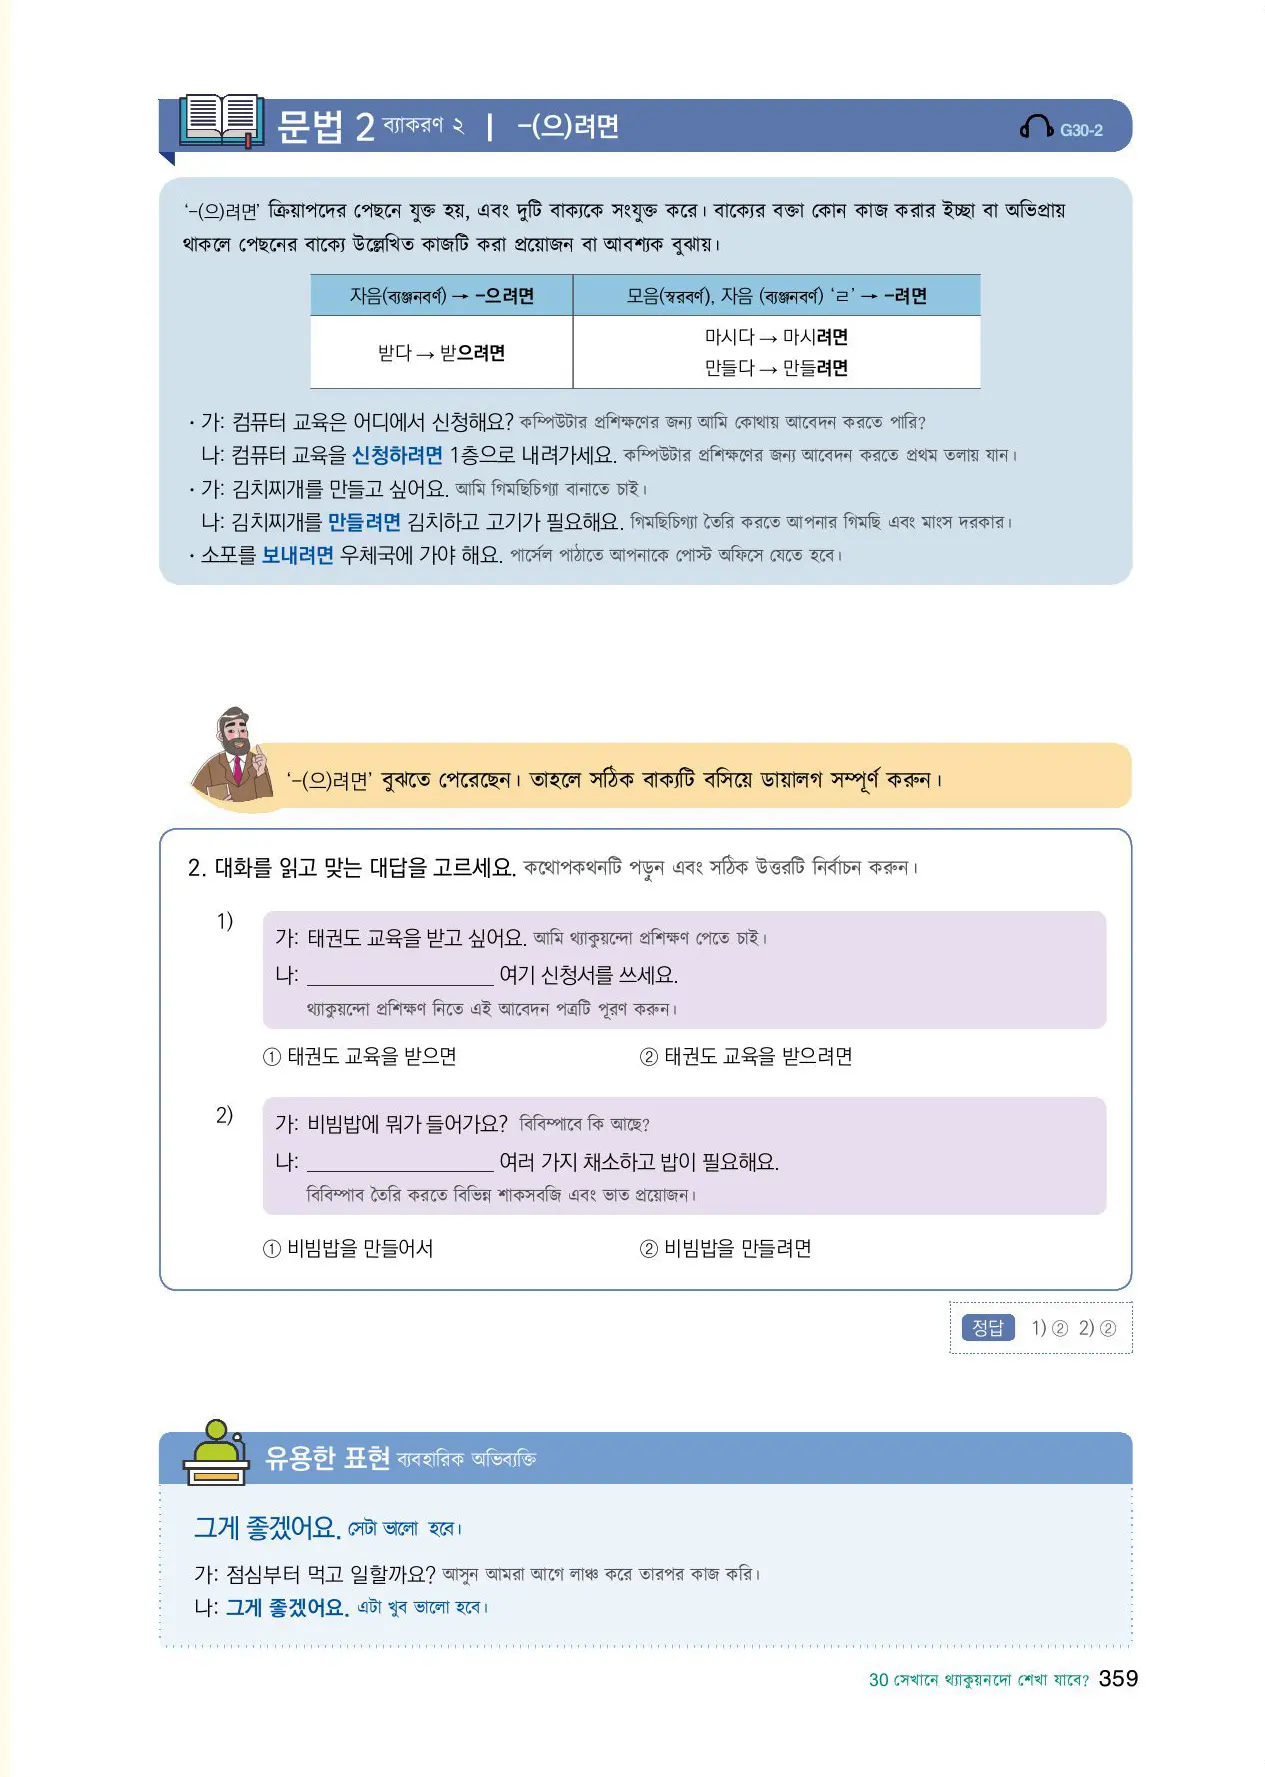 문법 2 ব্যাকরণ ২ | -(으)려면
G30-2
‘-(으)려면’ ক্রিয়াপদের পেছনে যুক্ত হয়, এবং দুটি বাক্যকে সংযুক্ত করে। বাক্যের বক্তা কোন কাজ করার ইচ্ছা বা অভিপ্রায়
থাকলে পেছনের বাক্যে উল্লেখিত কাজটি করা প্রয়োজন বা আবশ্যক বুঝায়।
자음(ব্যঞ্জনবর্ণ) → -으려면
모음(স্বরবর্ণ), 자음 (ব্যঞ্জনবর্ণ) ‘ㄹ’ → -려면
받다 → 받으려면
마시다 → 마시려면
만들다 → 만들려면
· 가: 컴퓨터 교육은 어디에서 신청해요? কম্পিউটার প্রশিক্ষণের জন্য আমি কোথায় আবেদন করতে পারি?
나: 컴퓨터 교육을 신청하려면 1층으로 내려가세요. কম্পিউটার প্রশিক্ষণের জন্য আবেদন করতে প্রথম তলায় যান।
· 가: 김치찌개를 만들고 싶어요. আমি গিমছিচিগ্যা বানাতে চাই।
나: 김치찌개를 만들려면 김치하고 고기가 필요해요. গিমছিচিগ্যা তৈরি করতে আপনার গিমছি এবং মাংস দরকার।
· 소포를 보내려면 우체국에 가야 해요. পার্সেল পাঠাতে আপনাকে পোস্ট অফিসে যেতে হবে।
‘-(으)려면’ বুঝতে পেরেছেন। তাহলে সঠিক বাক্যটি বসিয়ে ডায়ালগ সম্পূর্ণ করুন।
2. 대화를 읽고 맞는 대답을 고르세요. কথোপকথনটি পড়ুন এবং সঠিক উত্তরটি নির্বাচন করুন।
1)
가: 태권도 교육을 받고 싶어요. আমি থ্যাকুয়ন্দো প্রশিক্ষণ পেতে চাই।
나: ________________ 여기 신청서를 쓰세요.
থ্যাকুয়ন্দো প্রশিক্ষণ নিতে এই আবেদন পত্রটি পূরণ করুন।
① 태권도 교육을 받으면 ② 태권도 교육을 받으려면
2)
가: 비빔밥에 뭐가 들어가요? বিবিম্পাবে কি আছে?
나: ________________ 여러 가지 채소하고 밥이 필요해요.
বিবিম্পাব তৈরি করতে বিভিন্ন শাকসবজি এবং ভাত প্রয়োজন।
① 비빔밥을 만들어서 ② 비빔밥을 만들려면
정답 1) ② 2) ②
유용한 표현 ব্যবহারিক অভিব্যক্তি
그게 좋겠어요. সেটা ভালো হবে।
가: 점심부터 먹고 일할까요? আসুন আমরা আগে লাঞ্চ করে তারপর কাজ করি।
나: 그게 좋겠어요. এটা খুব ভালো হবে।
30 সেখানে থ্যাকুয়নদো শেখা যাবে? 359